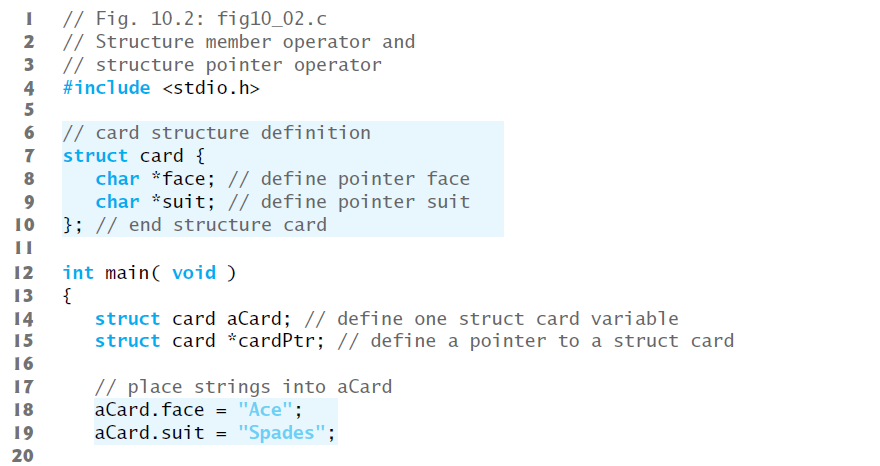 1 // Fig. 10.2: fig10_02.c
2 // Structure member operator and
3 // structure pointer operator
4 #include <stdio.h>
5
6 // card structure definition
7 struct card {
8    char *face; // define pointer face
9    char *suit; // define pointer suit
10 }; // end structure card
11
12 int main( void )
13 {
14    struct card aCard; // define one struct card variable
15    struct card *cardPtr; // define a pointer to a struct card
16
17    // place strings into aCard
18    aCard.face = "Ace";
19    aCard.suit = "Spades";
20